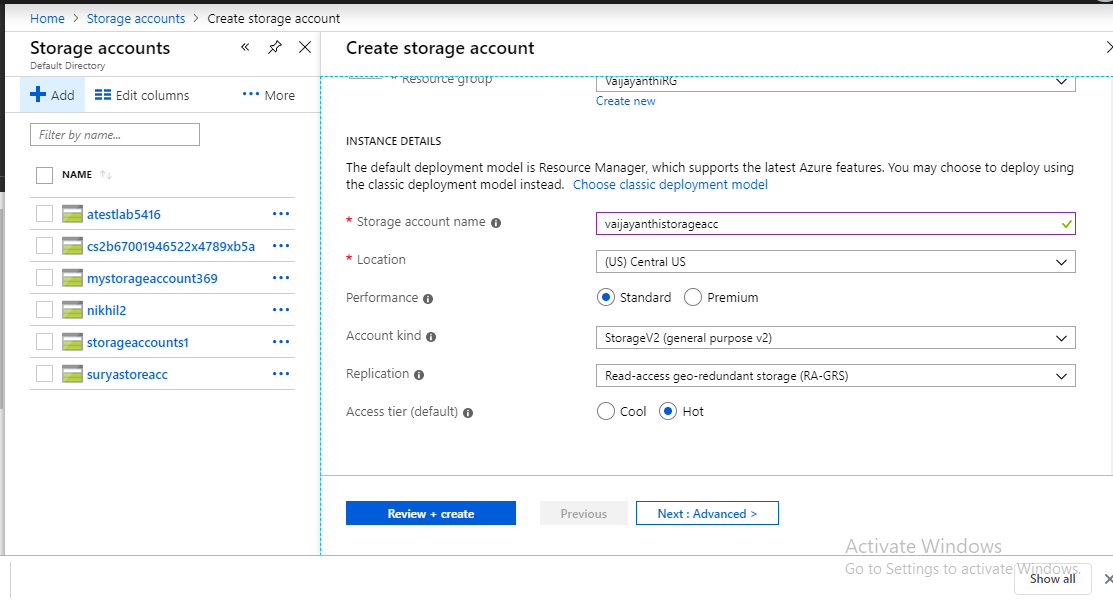 Home > Storage accounts > Create storage account
Storage accounts
Default Directory
Add Edit columns More
Filter by name...
NAME
atestlab5416
cs2b67001946522x4789xb5a
mystorageaccount369
nikhil2
storageaccounts1
suryastoreacc
Create storage account
* Resource group VaijayanthiRG
Create new
INSTANCE DETAILS
The default deployment model is Resource Manager, which supports the latest Azure features. You may choose to deploy using
the classic deployment model instead. Choose classic deployment model
* Storage account name vaijayanthistorageacc
* Location (US) Central US
Performance Standard Premium
Account kind StorageV2 (general purpose v2)
Replication Read-access geo-redundant storage (RA-GRS)
Access tier (default) Cool Hot
Review + create Previous Next : Advanced >
Activate Windows
Go to Settings to activate Windows.
Show all